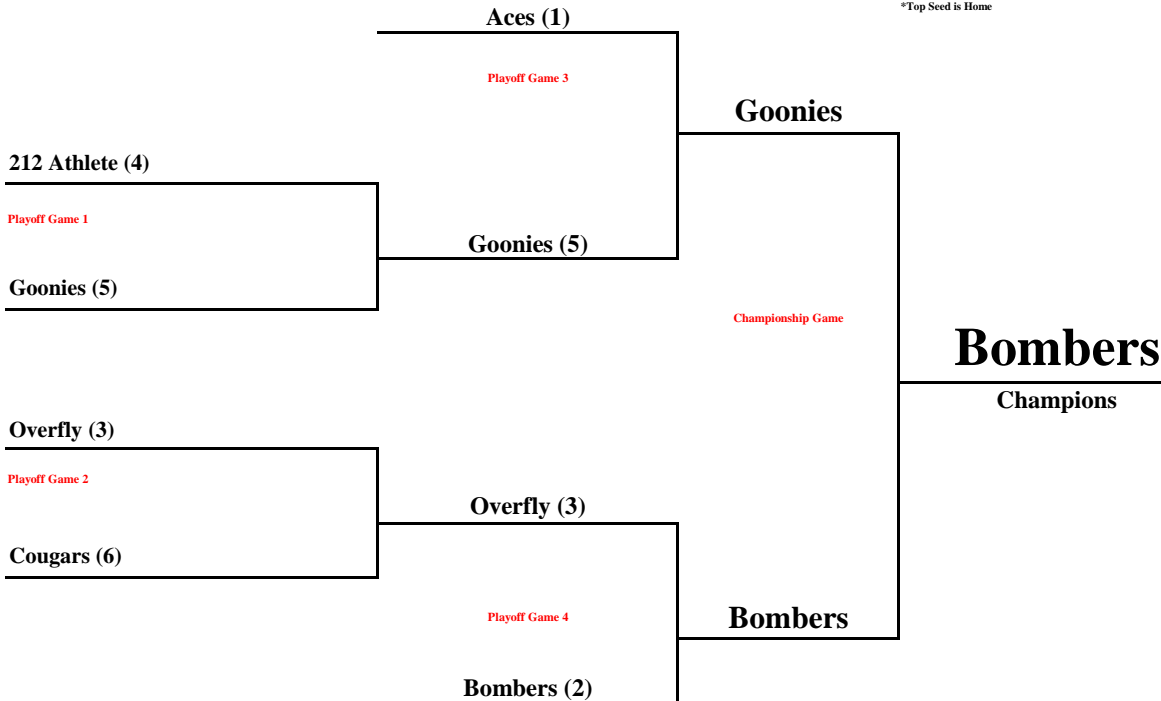 *Top Seed is Home
Aces (1)
Playoff Game 3
Goonies
212 Athlete (4)
Playoff Game 1
Goonies (5)
Goonies (5)
Championship Game
Bombers
Champions
Overfly (3)
Playoff Game 2
Overfly (3)
Cougars (6)
Playoff Game 4
Bombers
Bombers (2)